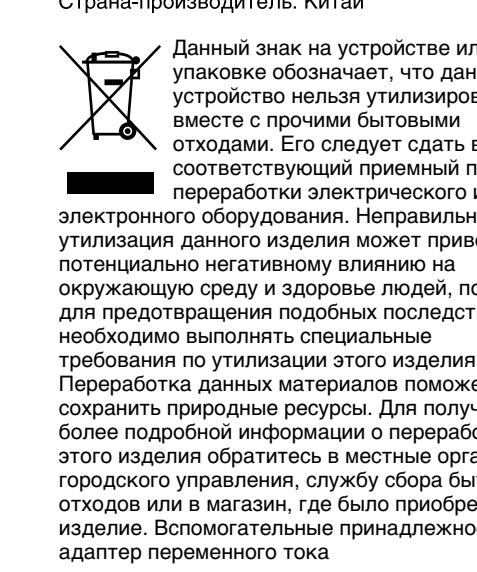 Страна-производитель: Китай
Данный знак на устройстве ил
упаковке обозначает, что дан
устройство нельзя утилизиров
вместе с прочими бытовыми
отходами. Его следует сдать в
соответствующий приемный п
переработки электрического и
электронного оборудования. Неправильн
утилизация данного изделия может приве
потенциально негативному влиянию на
окружающую среду и здоровье людей, по
для предотвращения подобных последст
необходимо выполнять специальные
требования по утилизации этого изделия
Переработка данных материалов поможе
сохранить природные ресурсы. Для получ
более подробной информации о перерабо
этого изделия обратитесь в местные орга
городского управления, службу сбора бы
отходов или в магазин, где было приобре
изделие. Вспомогательные принадлежно
адаптер переменного тока